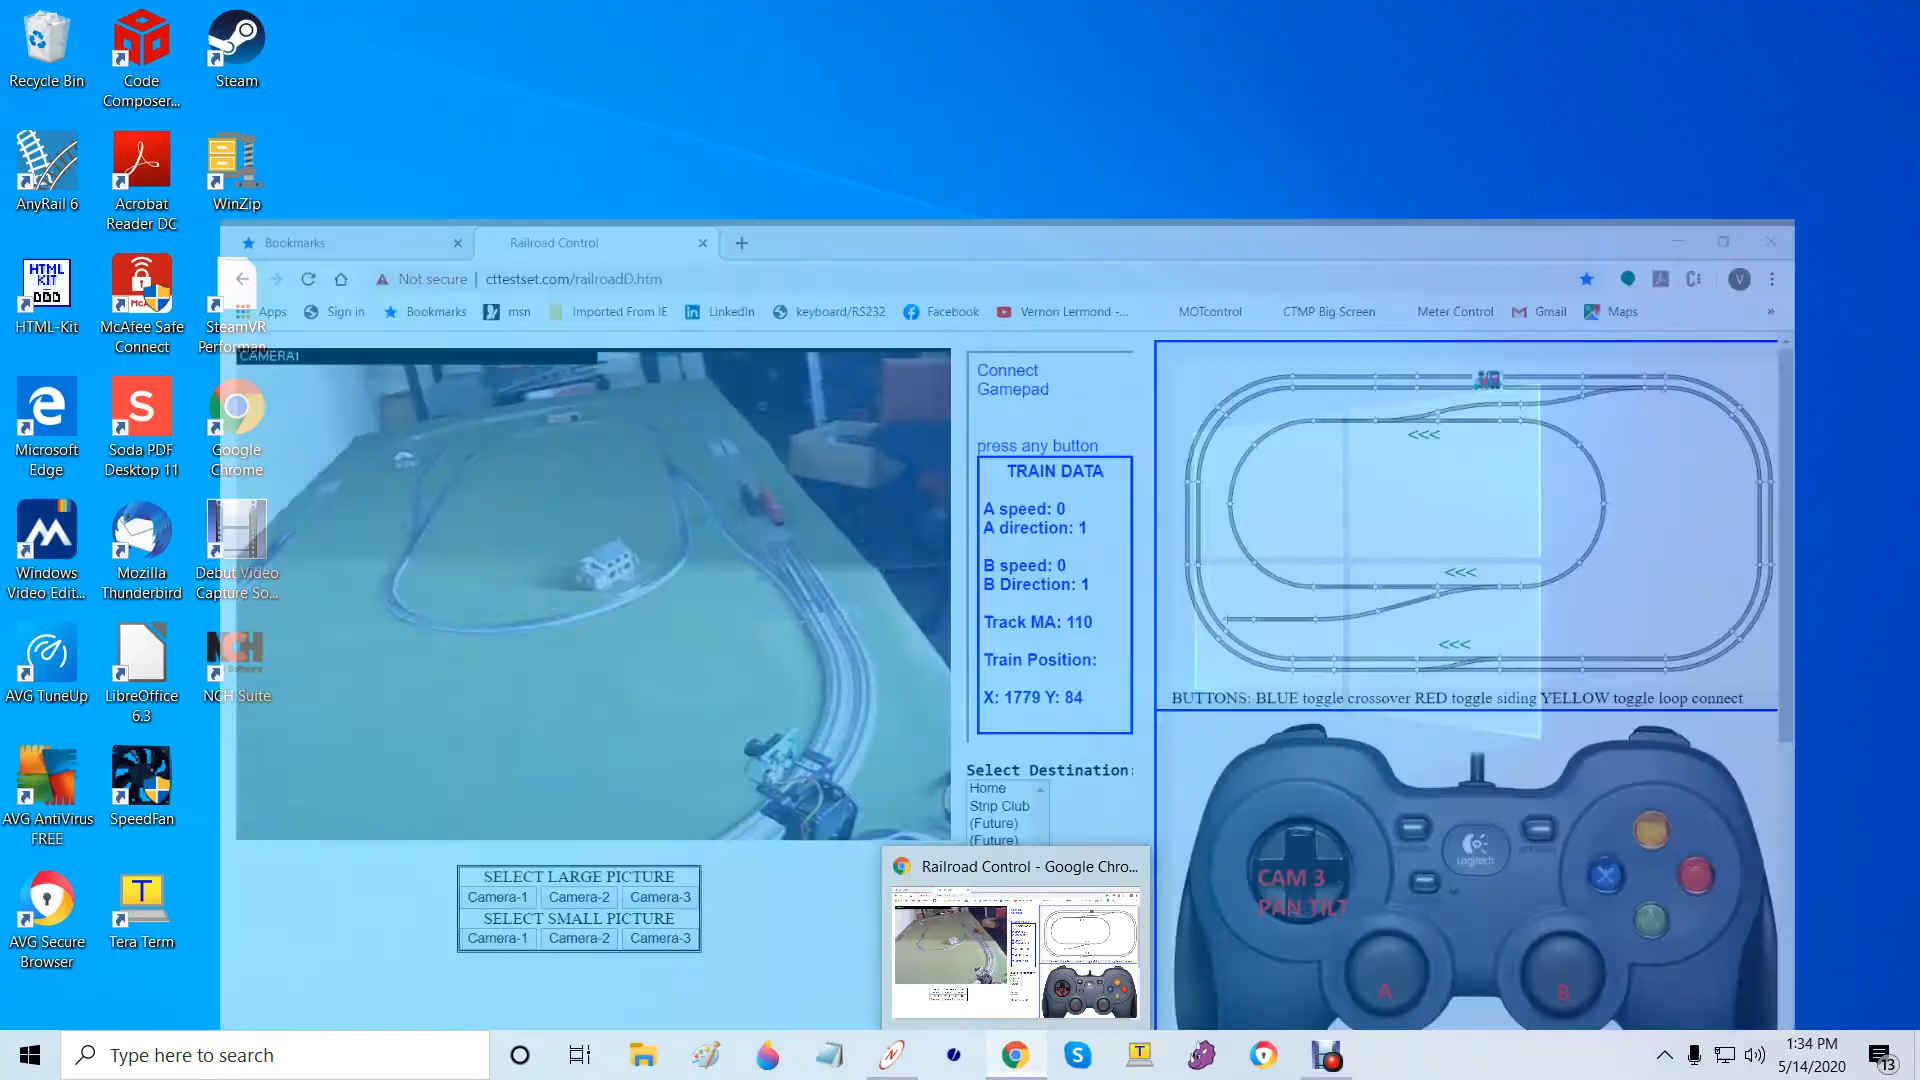 Recycle Bin
Code
Composer...
Steam
AnyRail 6
Acrobat
Reader DC
WinZip
HTML
KIT
HTML-Kit
McAfee Safe
Connect
SteamVR
Performan...
Microsoft
Edge
Soda PDF
Desktop 11
Google
Chrome
Windows
Video Edit...
Mozilla
Thunderbird
Debut Video
Capture So...
AVG TuneUp
LibreOffice
6.3
NCH
Software
NCH Suite
AVG AntiVirus
FREE
SpeedFan
AVG Secure
Browser
Tera Term
Bookmarks
Railroad Control
Not secure | cttestset.com/railroadD.htm
V
Apps
Sign in
Bookmarks
msn
Imported From IE
LinkedIn
keyboard/RS232
Facebook
Vernon Lermond -...
MOTcontrol
CTMP Big Screen
Meter Control
Gmail
Maps
»
CAMERA1
Connect
Gamepad
press any button
TRAIN DATA
A speed: 0
A direction: 1
B speed: 0
B Direction: 1
Track MA: 110
Train Position:
X: 1779 Y: 84
Select Destination:
Home
Strip Club
(Future)
(Future)
<<<
<<<
<<<
BUTTONS: BLUE toggle crossover RED toggle siding YELLOW toggle loop connect
Logitech
CAM 3
PAN TILT
A
B
SELECT LARGE PICTURE
Camera-1 Camera-2 Camera-3
SELECT SMALL PICTURE
Camera-1 Camera-2 Camera-3
Railroad Control - Google Chro...
Type here to search
1:34 PM
5/14/2020
13